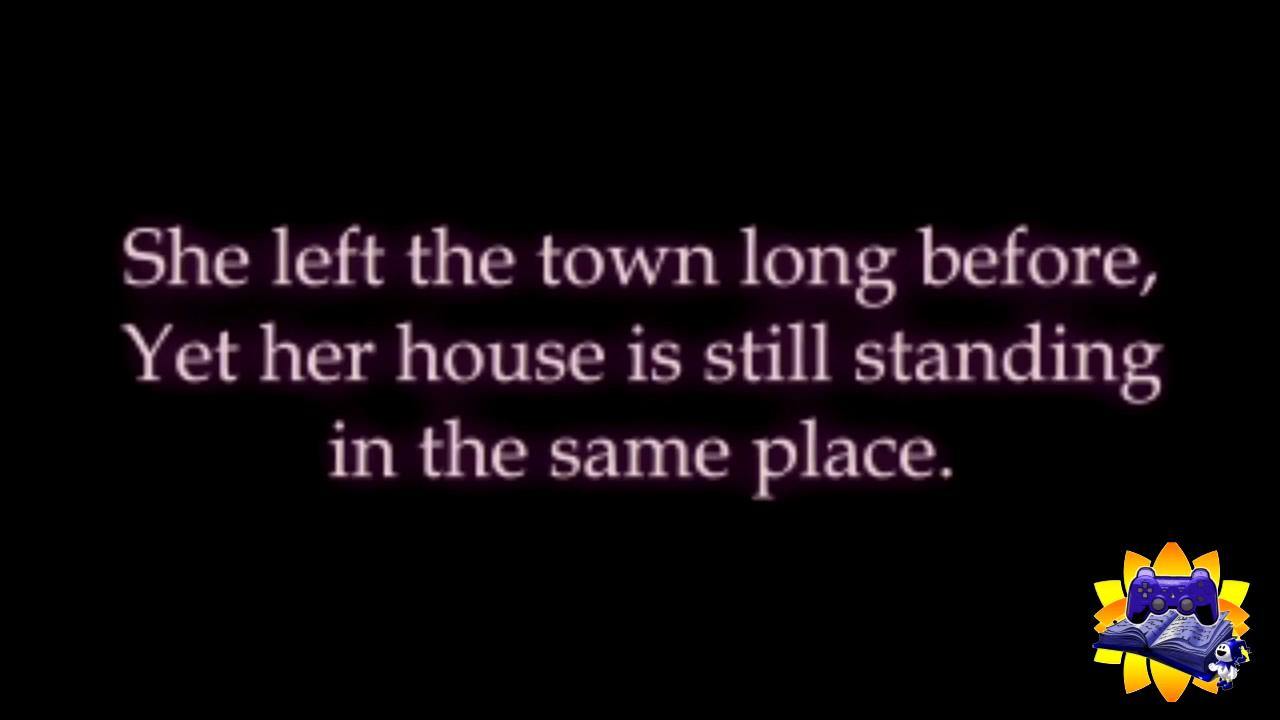 She left the town long before,
Yet her house is still standing
in the same place.